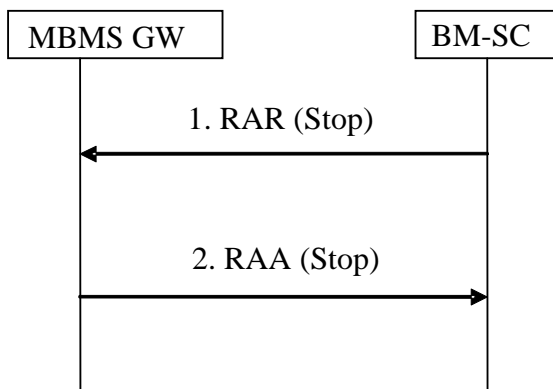 MBMS GW
BM-SC
1. RAR (Stop)
2. RAA (Stop)